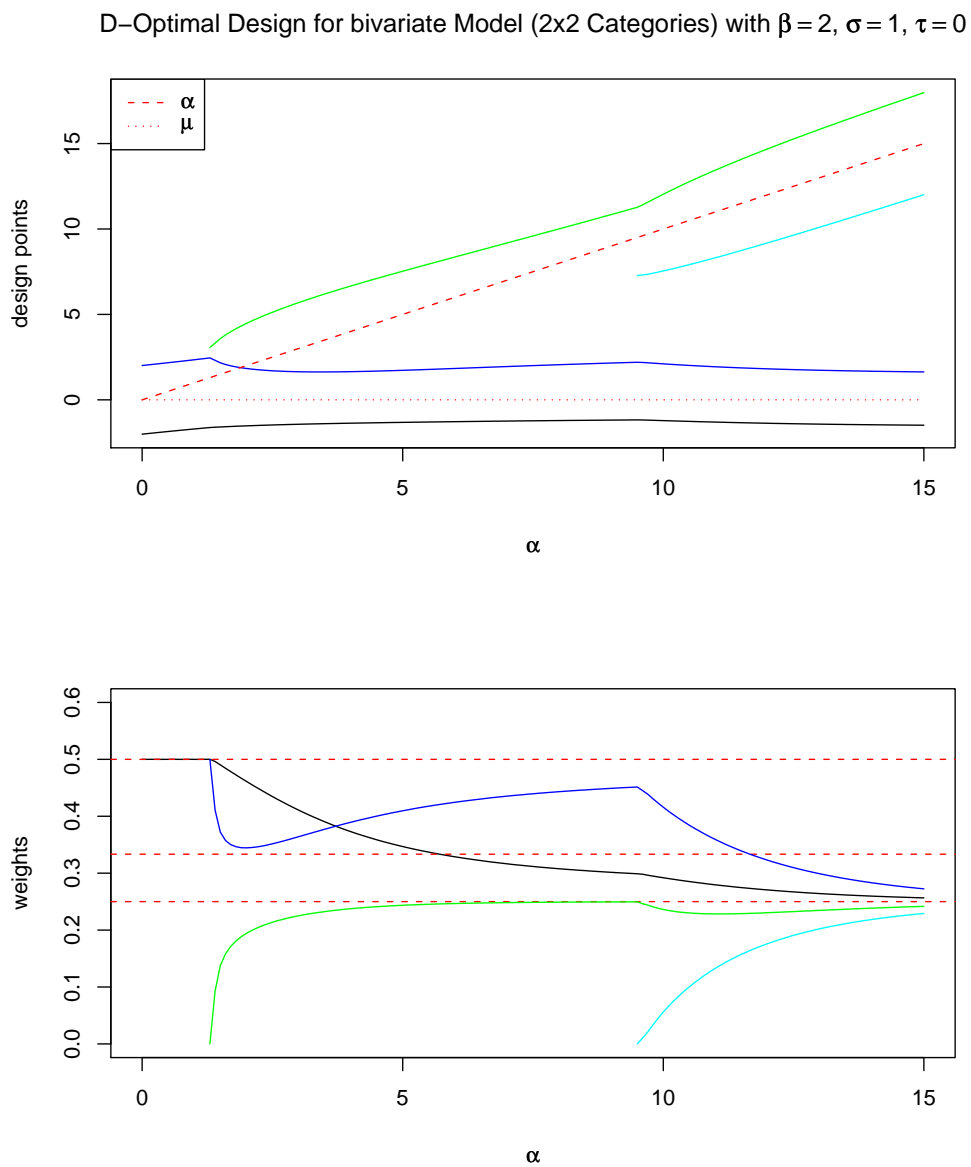 D−Optimal Design for bivariate Model (2x2 Categories) with β = 2, σ = 1, τ = 0
α
μ
design points
0
5
10
15
0
5
10
15
α
weights
0.0
0.1
0.2
0.3
0.4
0.5
0.6
0
5
10
15
α